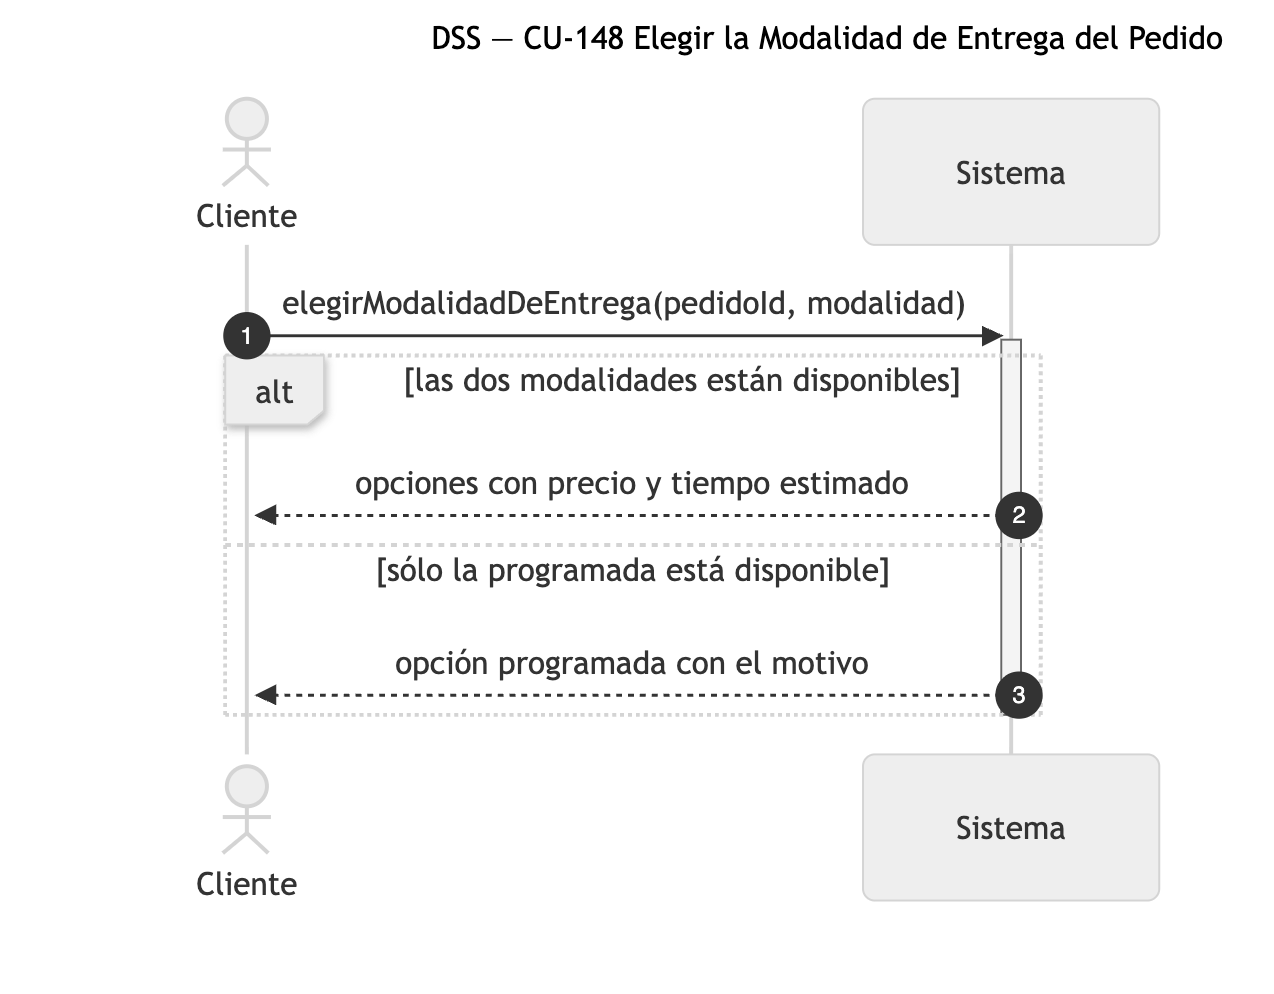 DSS — CU-148 Elegir la Modalidad de Entrega del Pedido
Cliente
Sistema
elegirModalidadDeEntrega(pedidoId, modalidad)
1
alt
[las dos modalidades están disponibles]
opciones con precio y tiempo estimado
2
[sólo la programada está disponible]
opción programada con el motivo
3
Cliente
Sistema